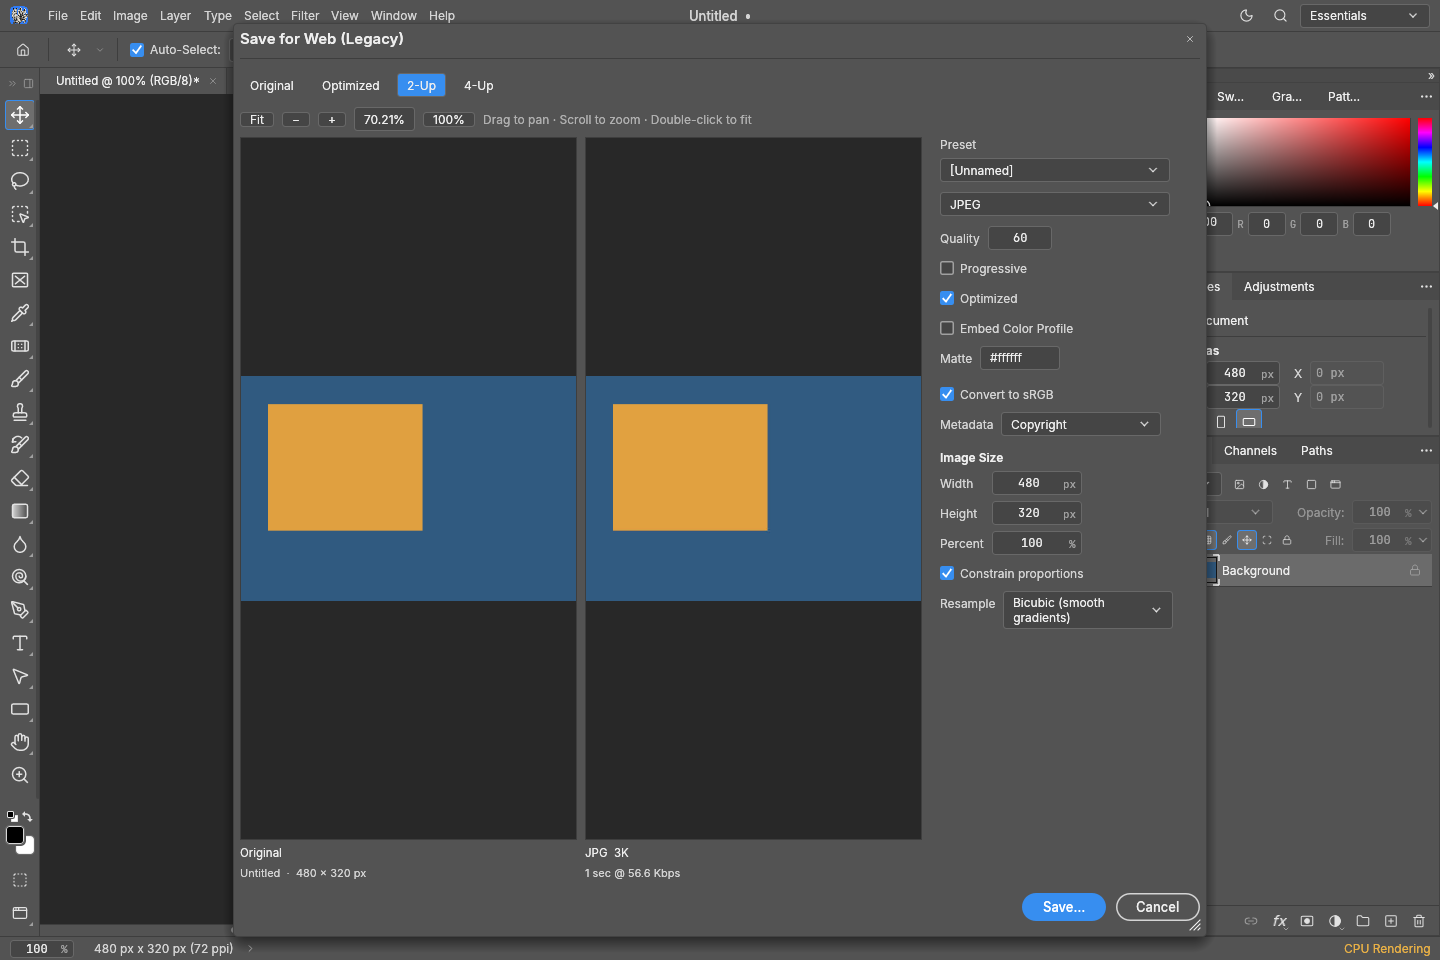 File Edit Image Layer Type Select Filter View Window Help
Untitled •
Essentials
Auto-Select:
Save for Web (Legacy)
Untitled @ 100% (RGB/8)*
Original Optimized 2-Up 4-Up
Fit − + 70.21% 100% Drag to pan · Scroll to zoom · Double-click to fit
Preset
[Unnamed]
JPEG
Quality 60
Progressive
Optimized
Embed Color Profile
Matte #ffffff
Convert to sRGB
Metadata Copyright
Image Size
Width 480 px
Height 320 px
Percent 100 %
Constrain proportions
Resample Bicubic (smooth
gradients)
Original
Untitled · 480 × 320 px
JPG 3K
1 sec @ 56.6 Kbps
Save... Cancel
Sw... Gra... Patt...
R 0 G 0 B 0
Adjustments
480 px X 0 px
320 px Y 0 px
Channels Paths
Opacity: 100 %
Fill: 100 %
Background
fx
100 % 480 px x 320 px (72 ppi)
CPU Rendering